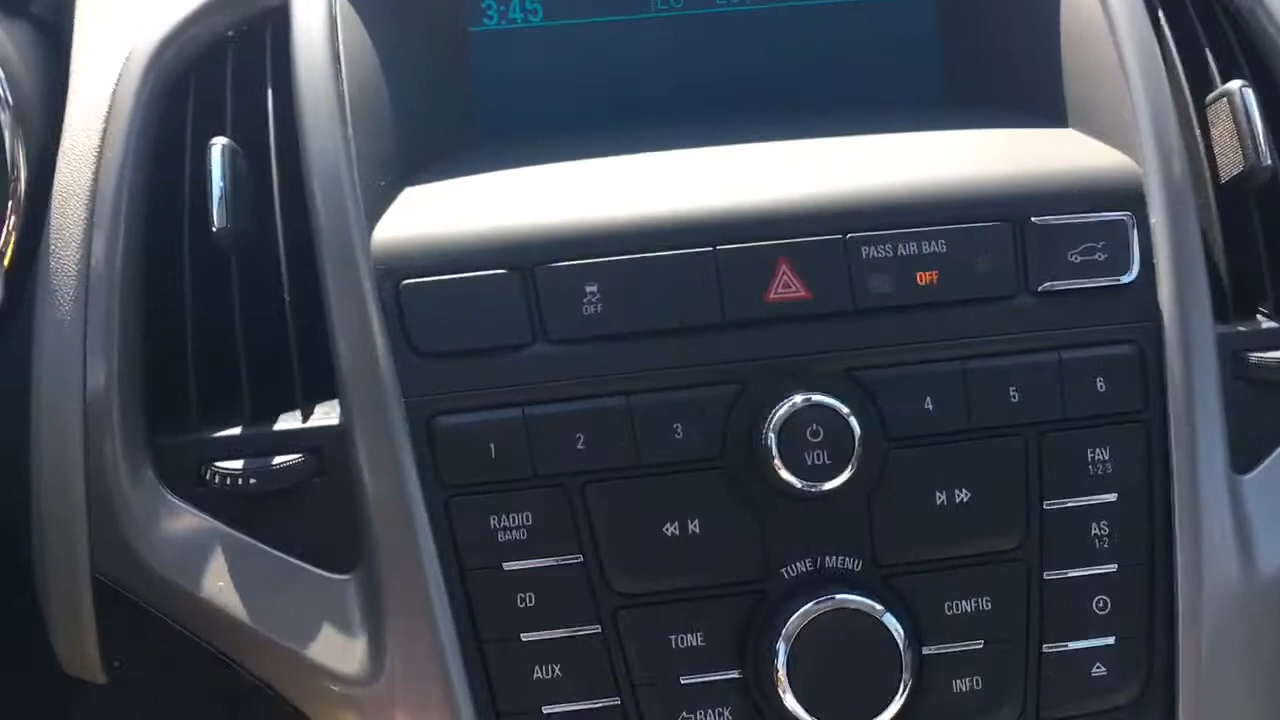 3:45
OFF
PASS AIR BAG
OFF
1
2
3
VOL
4
5
6
RADIO
BAND
FAV
1-2-3
AS
1-2
TUNE / MENU
CD
CONFIG
TONE
AUX
INFO
BACK